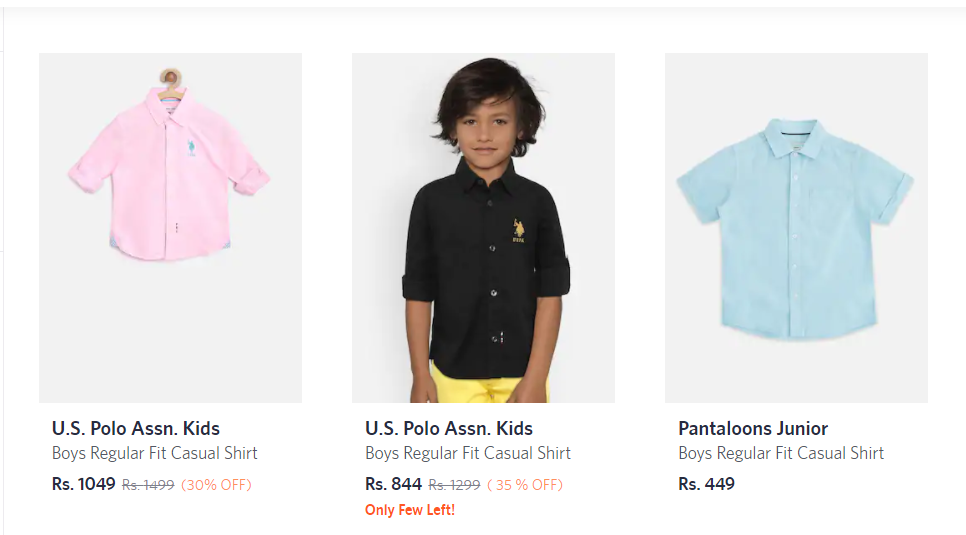 U.S. Polo Assn. Kids
Boys Regular Fit Casual Shirt
Rs. 1049 Rs. 1499 (30% OFF)
U.S. Polo Assn. Kids
Boys Regular Fit Casual Shirt
Rs. 844 Rs. 1299 ( 35 % OFF)
Only Few Left!
Pantaloons Junior
Boys Regular Fit Casual Shirt
Rs. 449